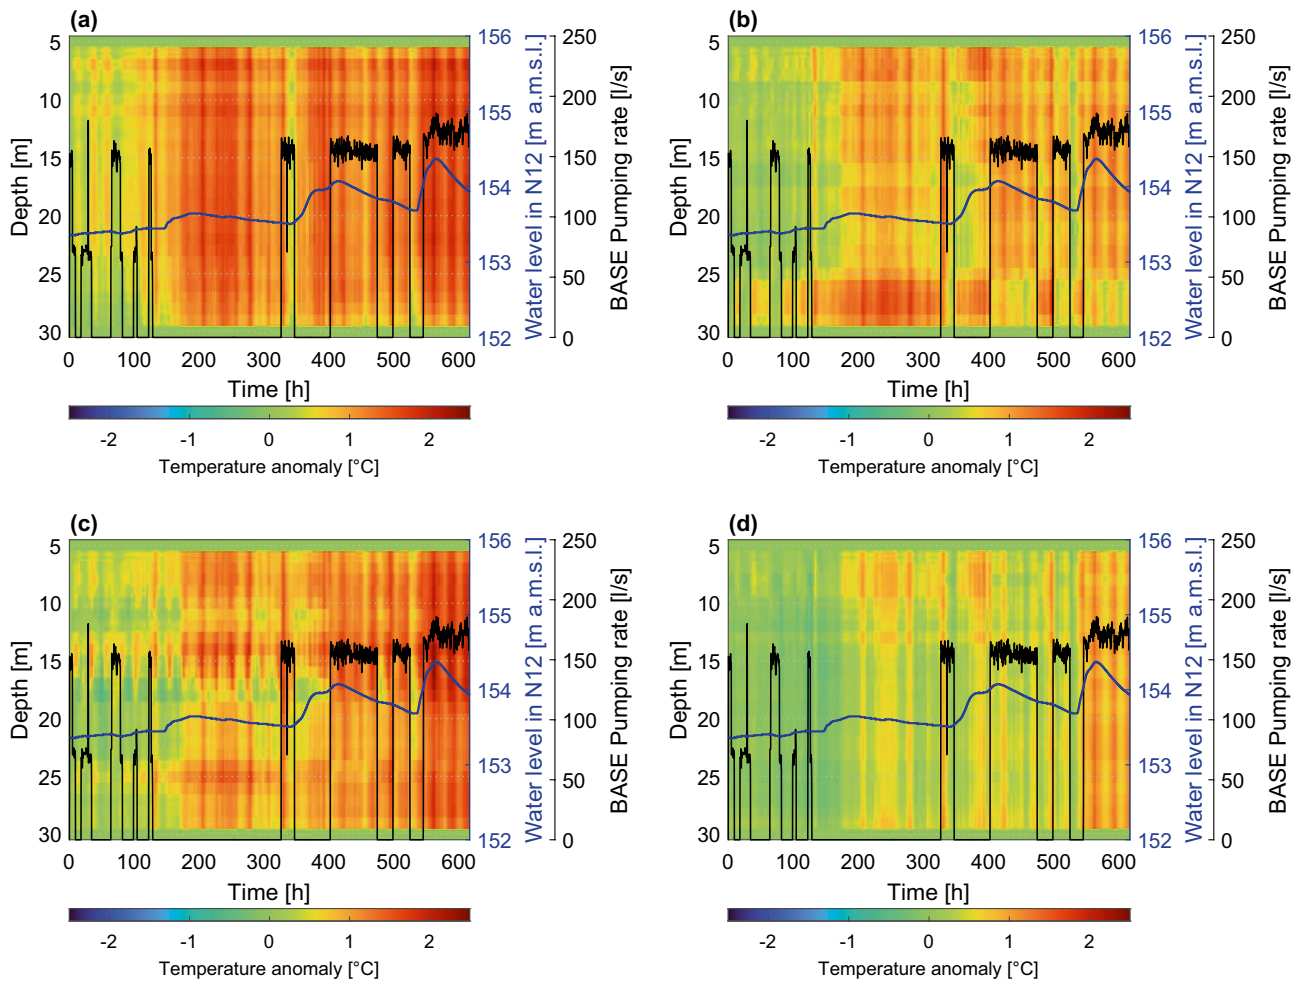 (a)
5
10
15
20
25
30
Depth [m]
0 100 200 300 400 500 600
Time [h]
156
155
154
153
152
Water level in N12 [m a.m.s.l.]
250
200
150
100
50
0
BASE Pumping rate [l/s]
-2 -1 0 1 2
Temperature anomaly [°C]
(b)
5
10
15
20
25
30
Depth [m]
0 100 200 300 400 500 600
Time [h]
156
155
154
153
152
Water level in N12 [m a.m.s.l.]
250
200
150
100
50
0
BASE Pumping rate [l/s]
-2 -1 0 1 2
Temperature anomaly [°C]
(c)
5
10
15
20
25
30
Depth [m]
0 100 200 300 400 500 600
Time [h]
156
155
154
153
152
Water level in N12 [m a.m.s.l.]
250
200
150
100
50
0
BASE Pumping rate [l/s]
-2 -1 0 1 2
Temperature anomaly [°C]
(d)
5
10
15
20
25
30
Depth [m]
0 100 200 300 400 500 600
Time [h]
156
155
154
153
152
Water level in N12 [m a.m.s.l.]
250
200
150
100
50
0
BASE Pumping rate [l/s]
-2 -1 0 1 2
Temperature anomaly [°C]